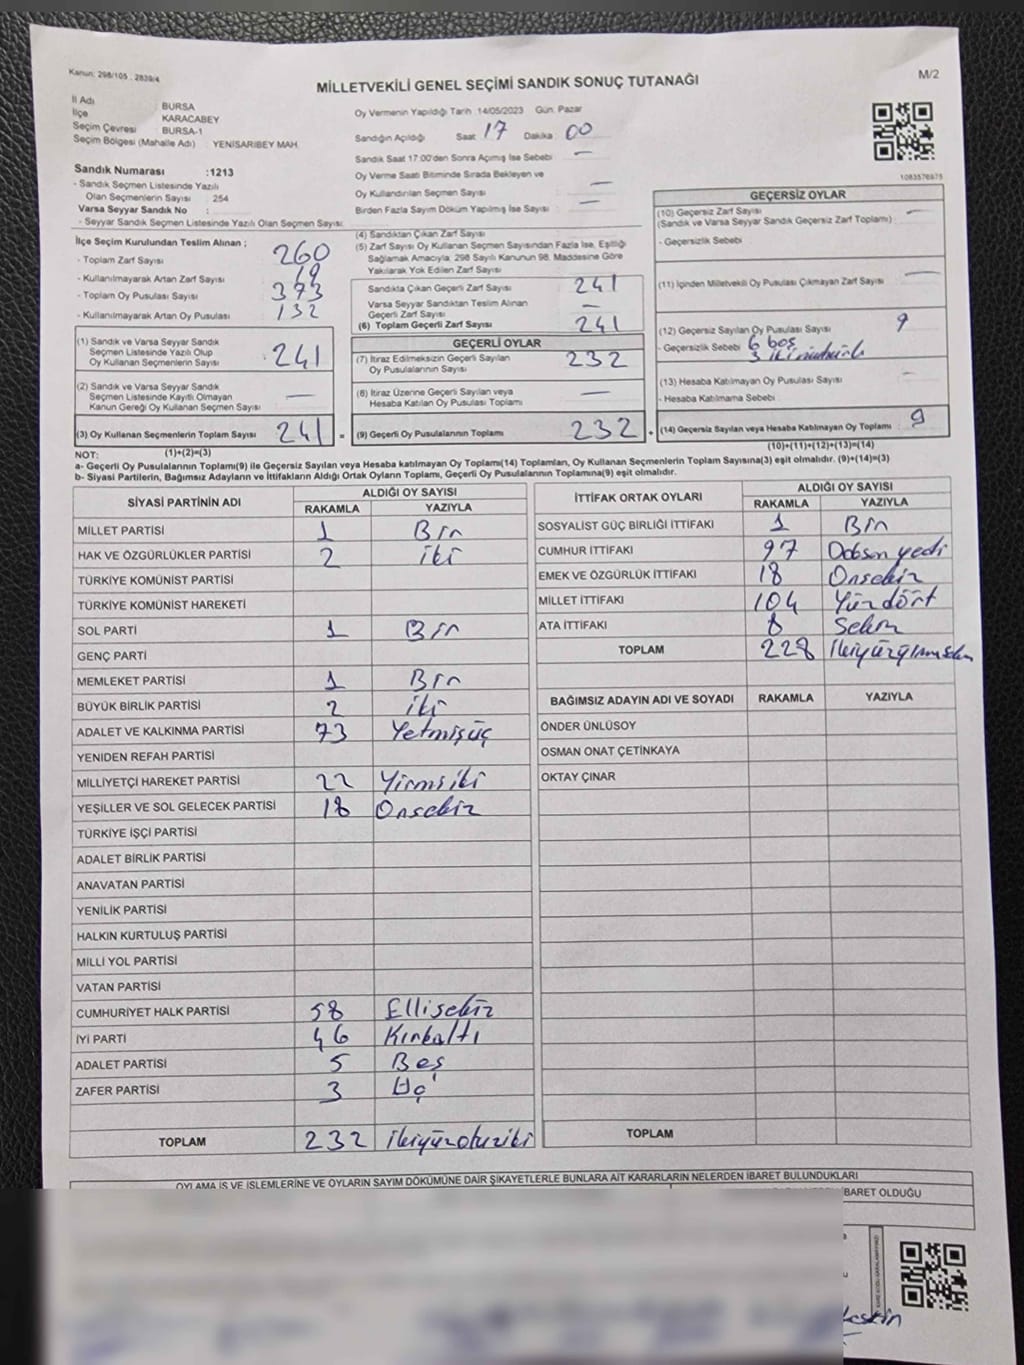 Kanun: 298/105 . 2839/4
M/2
MİLLETVEKİLİ GENEL SEÇİMİ SANDIK SONUÇ TUTANAĞI
İl Adı BURSA
İlçe KARACABEY
Seçim Çevresi BURSA-1
Seçim Bölgesi (Mahalle Adı) YENİSARIBEY MAH.
Oy Vermenin Yapıldığı Tarih :14/05/2023 Gün: Pazar
Sandığın Açıldığı Saat 17 Dakika 00
Sandık Saat 17:00'den Sonra Açımış İse Sebebi —
Oy Verme Saati Bitiminde Sırada Bekleyen ve
Oy Kullandırılan Seçmen Sayısı —
Birden Fazla Sayım Döküm Yapılmış İse Sayısı —
1083576975
Sandık Numarası :1213
- Sandık Seçmen Listesinde Yazılı
Olan Seçmenlerin Sayısı : 254
Varsa Seyyar Sandık No :
- Seyyar Sandık Seçmen Listesinde Yazılı Olan Seçmen Sayısı:
İlçe Seçim Kurulundan Teslim Alınan ;
- Toplam Zarf Sayısı 260
- Kullanılmayarak Artan Zarf Sayısı 19
- Toplam Oy Pusulası Sayısı 373
- Kullanılmayarak Artan Oy Pusulası 132
(1) Sandık ve Varsa Seyyar Sandık
Seçmen Listesinde Yazılı Olup
Oy Kullanan Seçmenlerin Sayısı : 241
(2) Sandık ve Varsa Seyyar Sandık
Seçmen Listesinde Kayıtlı Olmayan
Kanun Gereği Oy Kullanan Seçmen Sayısı —
(3) Oy Kullanan Seçmenlerin Toplam Sayısı 241 =
(1)+(2)=(3)
(4) Sandıktan Çıkan Zarf Sayısı
(5) Zarf Sayısı Oy Kullanan Seçmen Sayısından Fazla İse, Eşitliği
Sağlamak Amacıyla, 298 Sayılı Kanunun 98. Maddesine Göre
Yakılarak Yok Edilen Zarf Sayısı
Sandıkta Çıkan Geçerli Zarf Sayısı 241
Varsa Seyyar Sandıktan Teslim Alınan
Geçerli Zarf Sayısı —
(6) Toplam Geçerli Zarf Sayısı 241
GEÇERLİ OYLAR
(7) İtiraz Edilmeksizin Geçerli Sayılan
Oy Pusulalarının Sayısı 232
(8) İtiraz Üzerine Geçerli Sayılan veya
Hesaba Katılan Oy Pusulası Toplamı —
(9) Geçerli Oy Pusulalarının Toplamı 232 +
GEÇERSİZ OYLAR
(10) Geçersiz Zarf Sayısı —
(Sandık ve Varsa Seyyar Sandık Geçersiz Zarf Toplamı)
- Geçersizlik Sebebi
(11) İçinden Milletvekili Oy Pusulası Çıkmayan Zarf Sayısı —
(12) Geçersiz Sayılan Oy Pusulası Sayısı 9
- Geçersizlik Sebebi 6 boş
3 iki mühürlü
(13) Hesaba Katılmayan Oy Pusulası Sayısı —
- Hesaba Katılmama Sebebi
(14) Geçersiz Sayılan veya Hesaba Katılmayan Oy Toplamı : 9
(10)+(11)+(12)+(13)=(14)
NOT:
a- Geçerli Oy Pusulalarının Toplamı(9) ile Geçersiz Sayılan veya Hesaba katılmayan Oy Toplamı(14) Toplamları, Oy Kullanan Seçmenlerin Toplam Sayısına(3) eşit olmalıdır. (9)+(14)=(3)
b- Siyasi Partilerin, Bağımsız Adayların ve İttifakların Aldığı Ortak Oyların Toplamı, Geçerli Oy Pusulalarının Toplamına(9) eşit olmalıdır.
SİYASİ PARTİNİN ADI ALDIĞI OY SAYISI
RAKAMLA YAZIYLA
MİLLET PARTİSİ 1 Bir
HAK VE ÖZGÜRLÜKLER PARTİSİ 2 iki
TÜRKİYE KOMÜNİST PARTİSİ
TÜRKİYE KOMÜNİST HAREKETİ
SOL PARTİ 1 Bir
GENÇ PARTİ
MEMLEKET PARTİSİ 1 Bir
BÜYÜK BİRLİK PARTİSİ 2 iki
ADALET VE KALKINMA PARTİSİ 73 Yetmişüç
YENİDEN REFAH PARTİSİ
MİLLİYETÇİ HAREKET PARTİSİ 22 Yirmiiki
YEŞİLLER VE SOL GELECEK PARTİSİ 18 Onsekiz
TÜRKİYE İŞÇİ PARTİSİ
ADALET BİRLİK PARTİSİ
ANAVATAN PARTİSİ
YENİLİK PARTİSİ
HALKIN KURTULUŞ PARTİSİ
MİLLİ YOL PARTİSİ
VATAN PARTİSİ
CUMHURİYET HALK PARTİSİ 58 Ellisekiz
İYİ PARTİ 46 Kırkaltı
ADALET PARTİSİ 5 Beş
ZAFER PARTİSİ 3 Üç
TOPLAM 232 ikiyüzotuziki
İTTİFAK ORTAK OYLARI ALDIĞI OY SAYISI
RAKAMLA YAZIYLA
SOSYALİST GÜÇ BİRLİĞİ İTTİFAKI 1 Bir
CUMHUR İTTİFAKI 97 Doksan yedi
EMEK VE ÖZGÜRLÜK İTTİFAKI 18 Onsekiz
MİLLET İTTİFAKI 104 Yüzdört
ATA İTTİFAKI 8 Sekiz
TOPLAM 228 ikiyüzyirmisekiz
BAĞIMSIZ ADAYIN ADI VE SOYADI RAKAMLA YAZIYLA
ÖNDER ÜNLÜSOY
OSMAN ONAT ÇETİNKAYA
OKTAY ÇINAR
TOPLAM
OYLAMA İŞ VE İŞLEMLERİNE VE OYLARIN SAYIM DÖKÜMÜNE DAİR ŞİKAYETLERLE BUNLARA AİT KARARLARIN NELERDEN İBARET BULUNDUKLARI
İBARET OLDUĞU